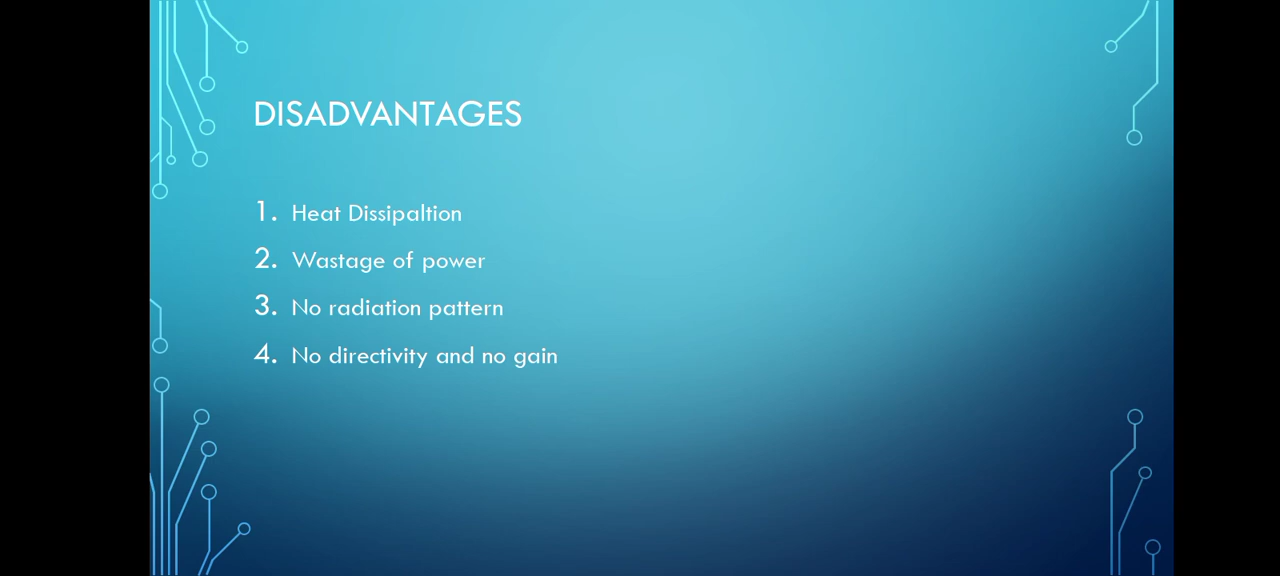 DISADVANTAGES
1. Heat Dissipaltion
2. Wastage of power
3. No radiation pattern
4. No directivity and no gain